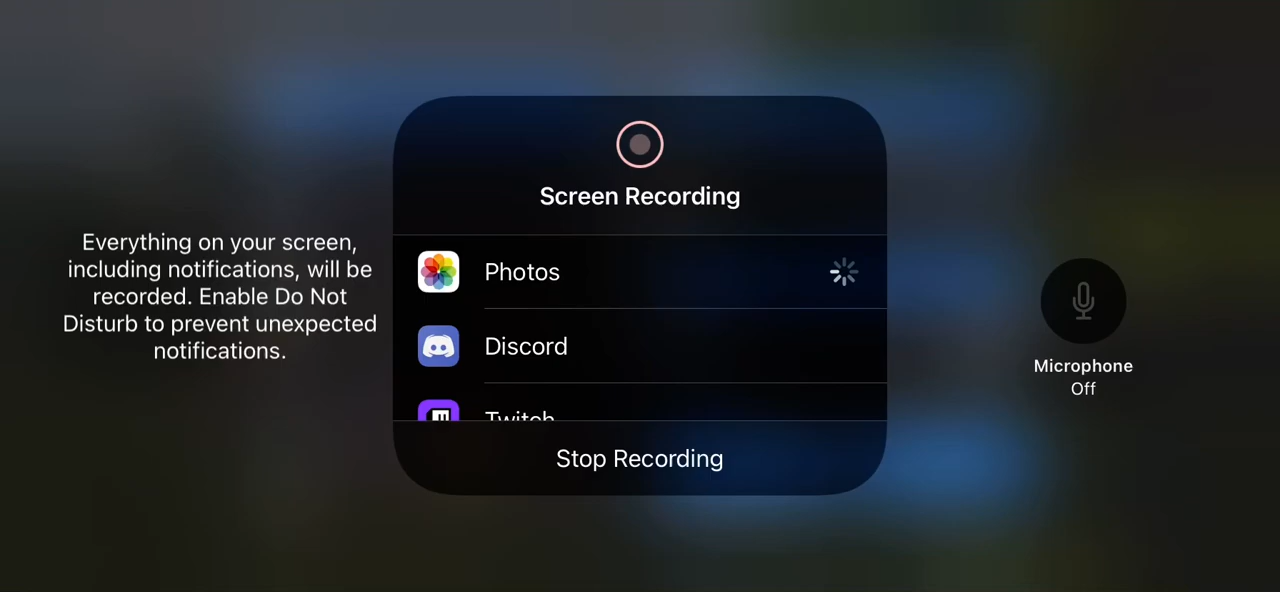 Screen Recording
Everything on your screen,
including notifications, will be
recorded. Enable Do Not
Disturb to prevent unexpected
notifications.
Photos
Discord
Twitch
Stop Recording
Microphone
Off